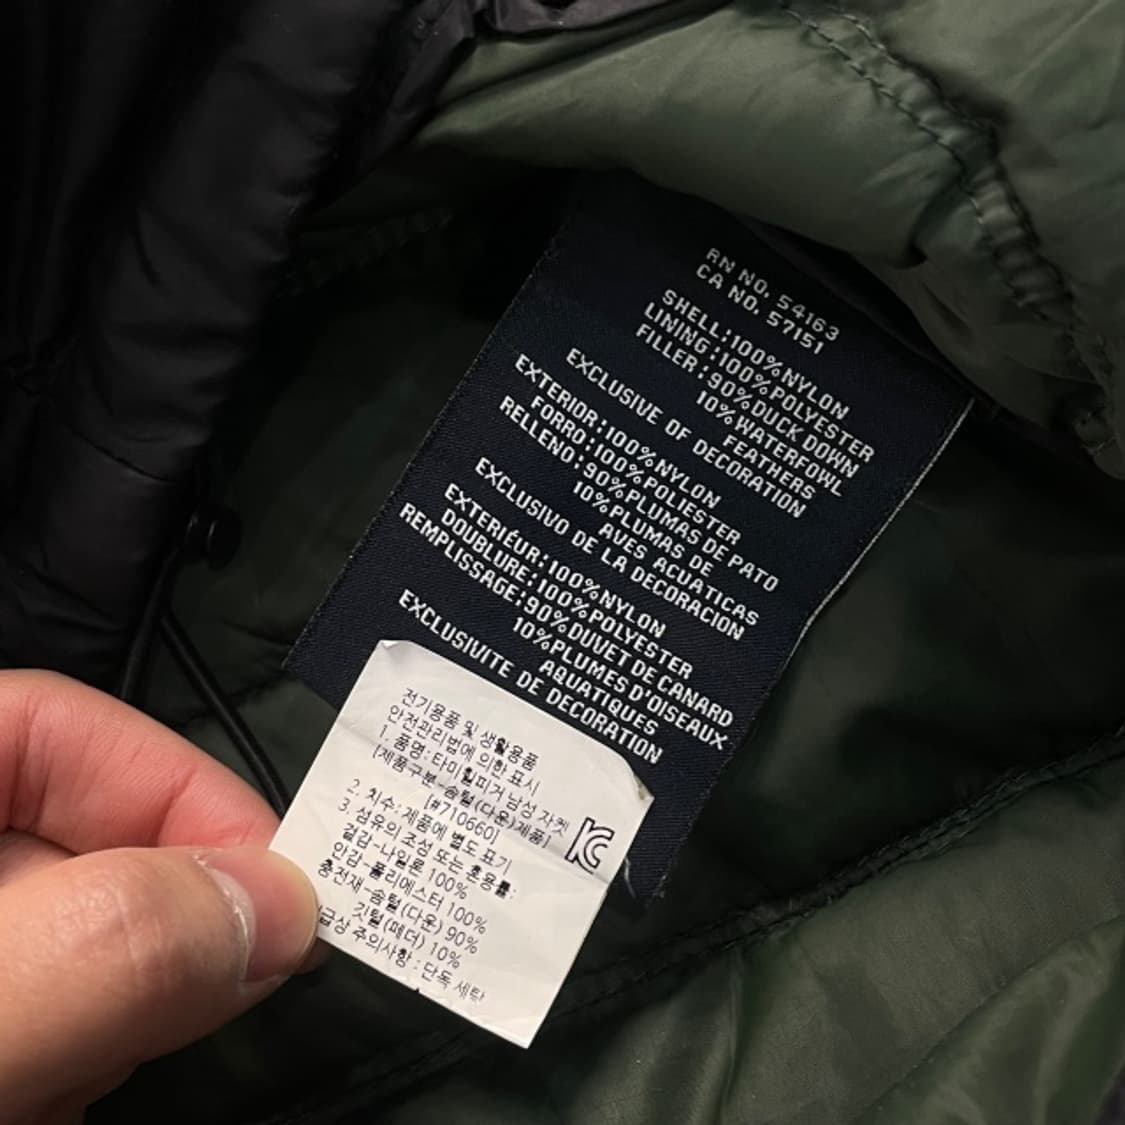 RN NO. 54163
CA NO. 57151
SHELL:100%NYLON
LINING:100%POLYESTER
FILLER:90%DUCK DOWN
10%WATERFOWL
FEATHERS
EXCLUSIVE OF DECORATION
EXTERIOR:100%NYLON
FORRO:100%POLIESTER
RELLENO:90%PLUMAS DE PATO
10%PLUMAS DE
AVES ACUATICAS
EXCLUSIVO DE LA DECORACION
EXTERIÉUR:100%NYLON
DOUBLURE:100%POLYESTER
REMPLISSAGE:90%DUVET DE CANARD
10%PLUMES D'OISEAUX
AQUATIQUES
EXCLUSIVITE DE DECORATION
전기용품 및 생활용품
안전관리법에 의한 표시
1. 품명:타미힐피거 남성 자켓
[제품구분-솜털(다운)제품]
[#710660]
2. 치수:제품에 별도 표기
3. 섬유의 조성 또는 혼용률:
겉감-나일론 100%
안감-폴리에스터 100%
충전재-솜털(다운) 90%
깃털(페더) 10%
급상 주의사항 : 단독 세탁